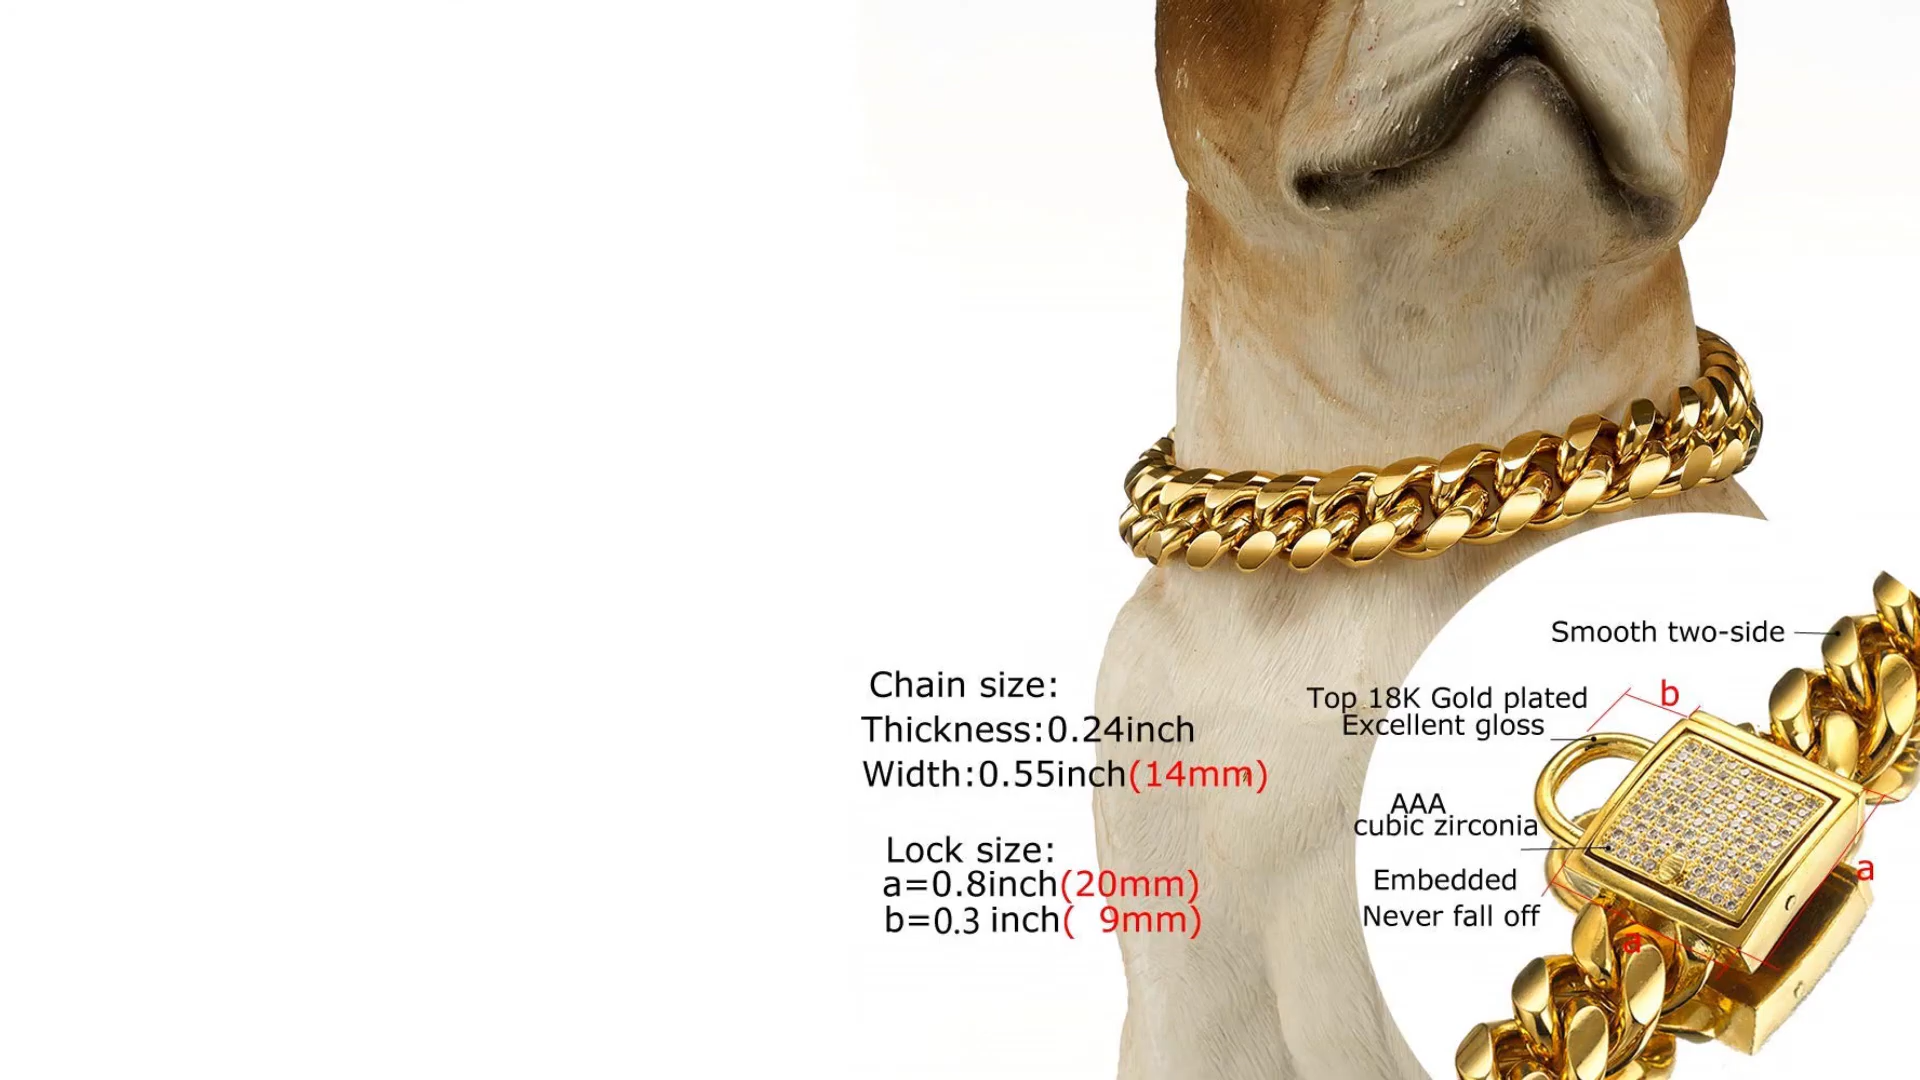 Chain size:
Thickness:0.24inch
Width:0.55inch(14mm)
Lock size:
a=0.8inch(20mm)
b=0.3 inch( 9mm)
Smooth two-side
Top 18K Gold plated
Excellent gloss
b
AAA
cubic zirconia
Embedded
Never fall off
a
a